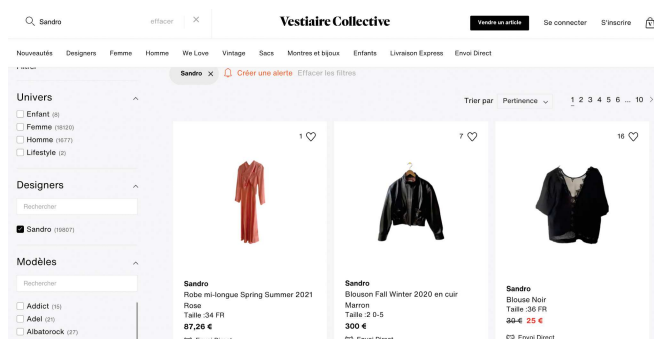 Sandro
effacer
Vestiaire Collective
Vendre un article
Se connecter
S'inscrire
Nouveautés Designers Femme Homme We Love Vintage Sacs Montres et bijoux Enfants Livraison Express Envoi Direct
Sandro ×
Créer une alerte Effacer les filtres
Trier par Pertinence
1 2 3 4 5 6 ... 10 >
Univers
Enfant (8)
Femme (18120)
Homme (1677)
Lifestyle (2)
Designers
Rechercher
Sandro (19807)
Modèles
Rechercher
Addict (15)
Adel (21)
Albatorock (27)
1
Sandro
Robe mi-longue Spring Summer 2021
Rose
Taille :34 FR
87,26 €
Envoi Direct
7
Sandro
Blouson Fall Winter 2020 en cuir
Marron
Taille :2 0-5
300 €
Envoi Direct
16
Sandro
Blouse Noir
Taille :36 FR
30 € 25 €
Envoi Direct